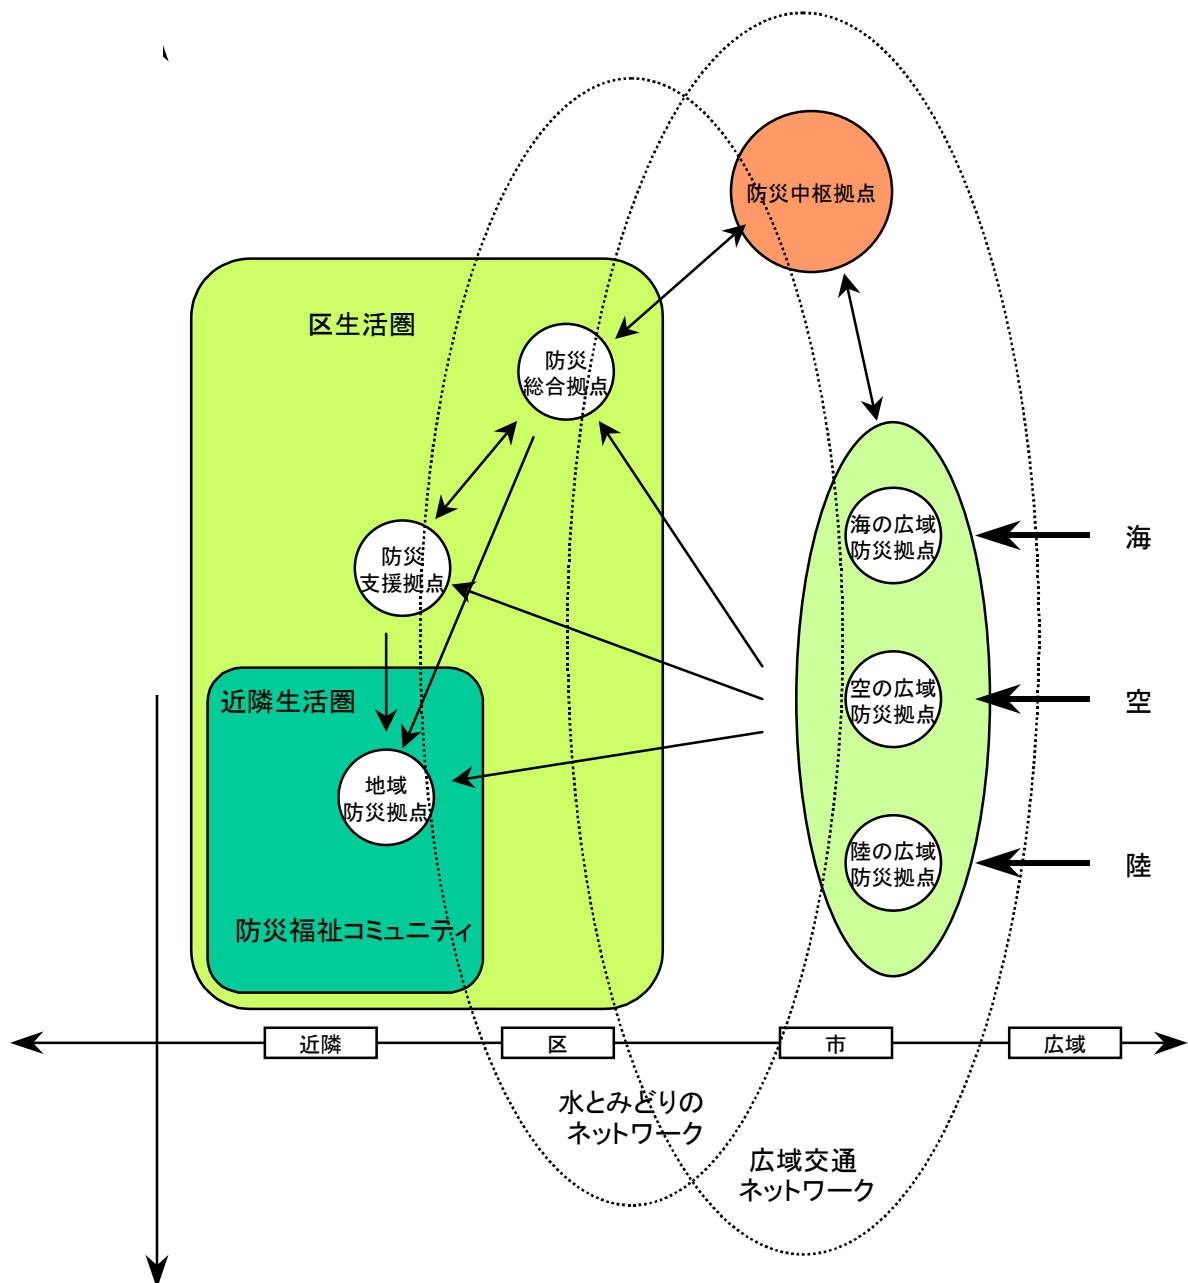 防災中枢拠点
区生活圏
防災
総合拠点
海の広域
防災拠点
海
防災
支援拠点
近隣生活圏
空の広域
防災拠点
空
地域
防災拠点
陸の広域
防災拠点
陸
防災福祉コミュニティ
近隣
区
市
広域
水とみどりの
ネットワーク
広域交通
ネットワーク